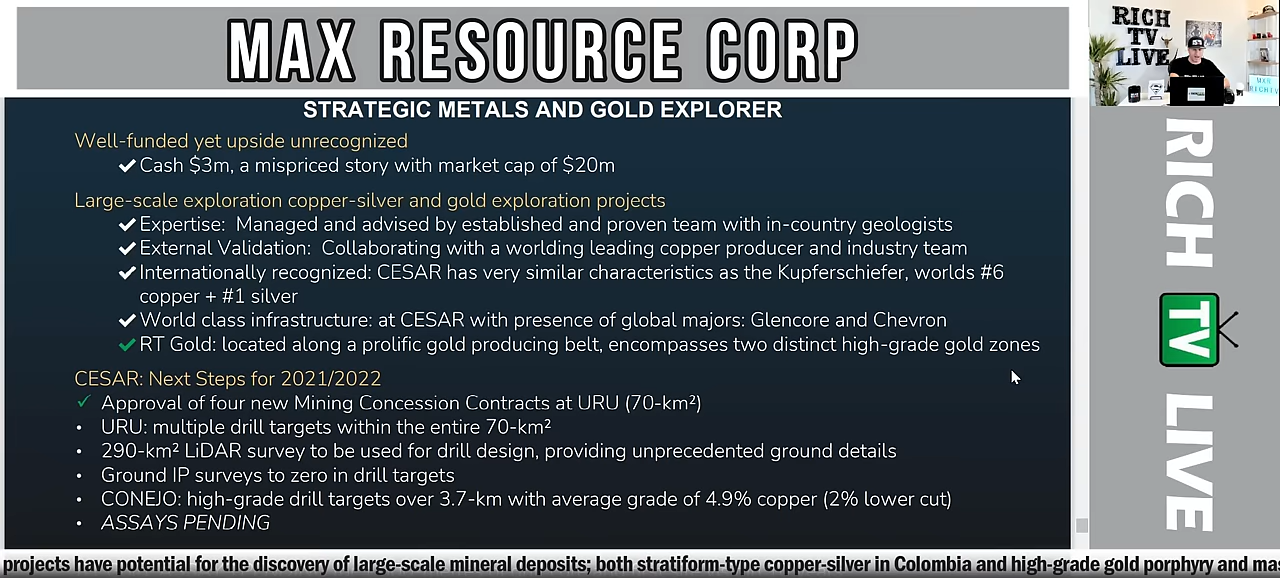 MAX RESOURCE CORP
STRATEGIC METALS AND GOLD EXPLORER
Well-funded yet upside unrecognized
Cash $3m, a mispriced story with market cap of $20m
Large-scale exploration copper-silver and gold exploration projects
Expertise: Managed and advised by established and proven team with in-country geologists
External Validation: Collaborating with a worlding leading copper producer and industry team
Internationally recognized: CESAR has very similar characteristics as the Kupferschiefer, worlds #6
copper + #1 silver
World class infrastructure: at CESAR with presence of global majors: Glencore and Chevron
RT Gold: located along a prolific gold producing belt, encompasses two distinct high-grade gold zones
CESAR: Next Steps for 2021/2022
Approval of four new Mining Concession Contracts at URU (70-km²)
• URU: multiple drill targets within the entire 70-km²
• 290-km² LiDAR survey to be used for drill design, providing unprecedented ground details
• Ground IP surveys to zero in drill targets
• CONEJO: high-grade drill targets over 3.7-km with average grade of 4.9% copper (2% lower cut)
• ASSAYS PENDING
projects have potential for the discovery of large-scale mineral deposits; both stratiform-type copper-silver in Colombia and high-grade gold porphyry and mas
RICH
TV
LIVE
RICH
TV
LIVE